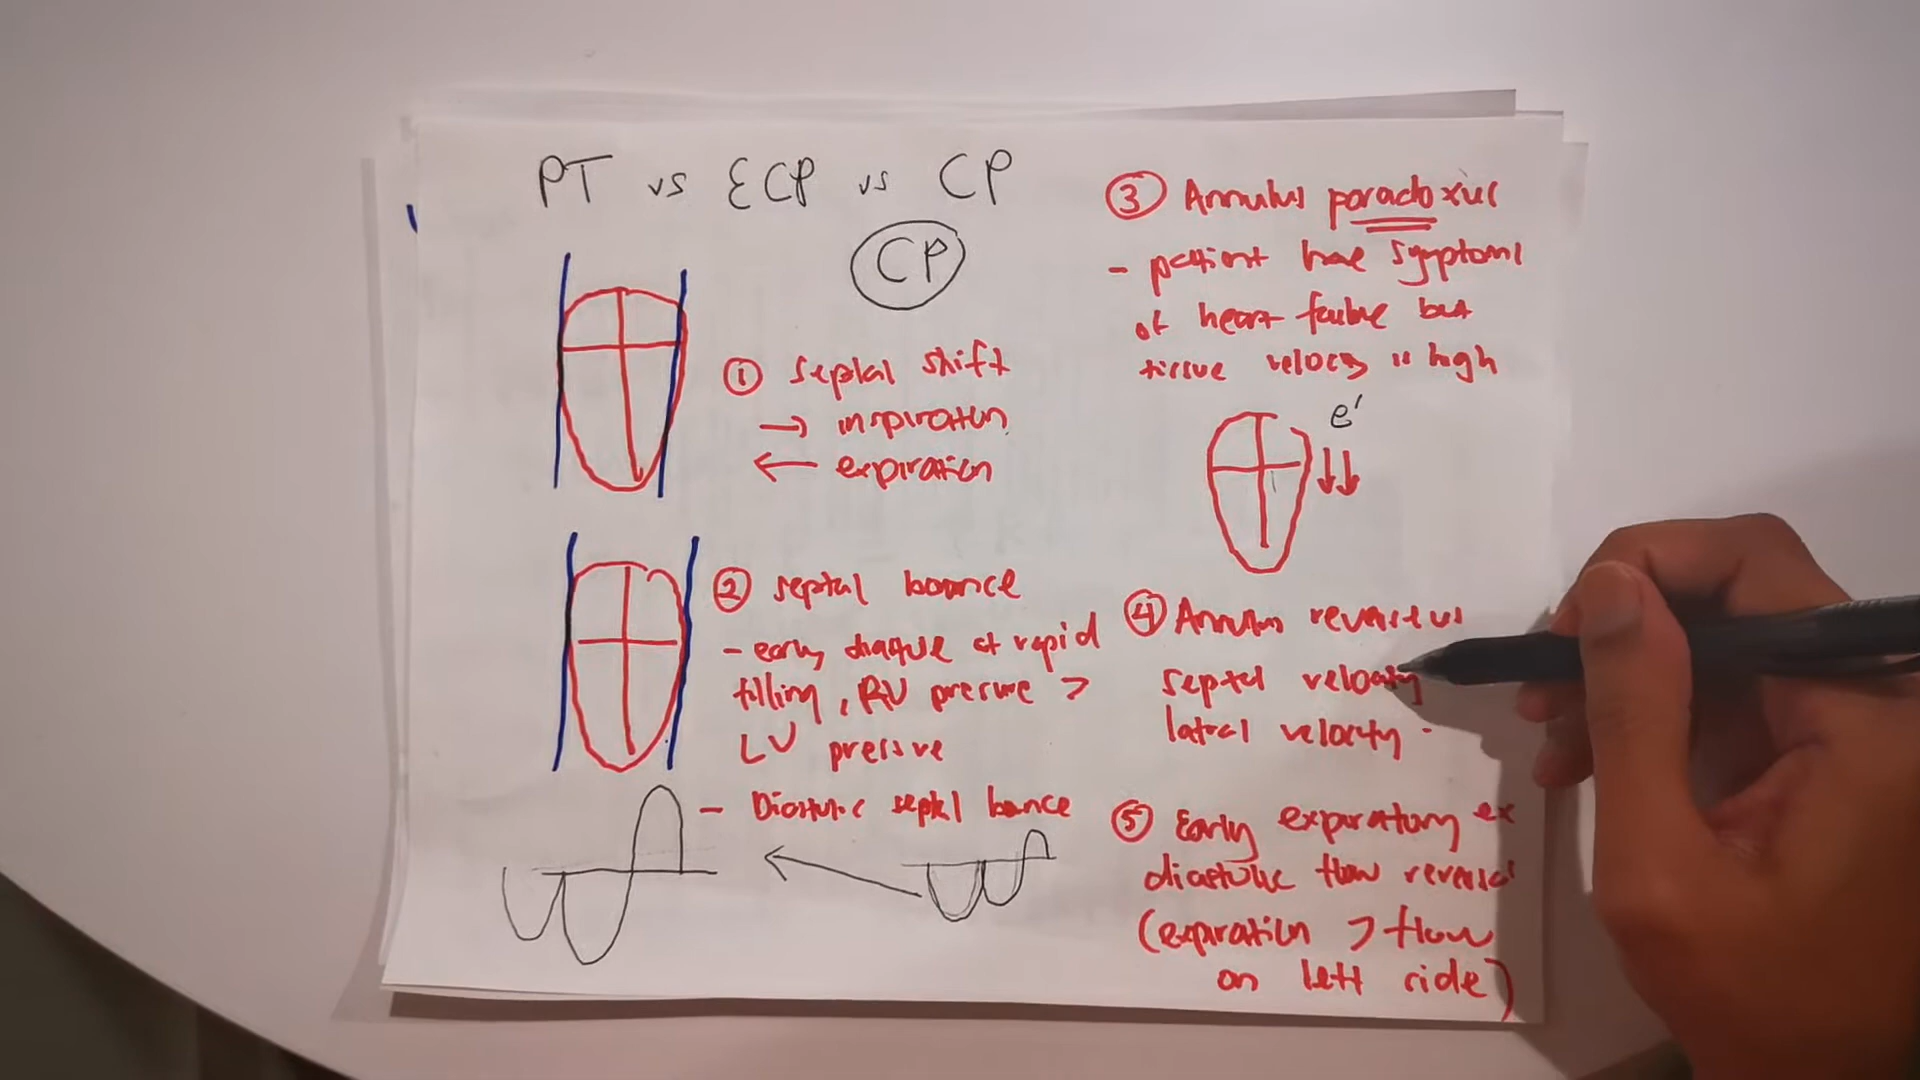 PT vs ECP vs CP
CP
① septal shift
→ inspiration
← expiration
② septal bounce
- early diastole at rapid
filling, RV pressure >
LV pressure
- Diastolic septal bounce
③ Annulus paradoxus
- patient have symptoms
of heart failure but
tissue velocity is high
e'
④ Annulus reversus
septal velocity
lateral velocity
⑤ Early expiratory
diastolic flow reversal
(expiration > flow
on left side)